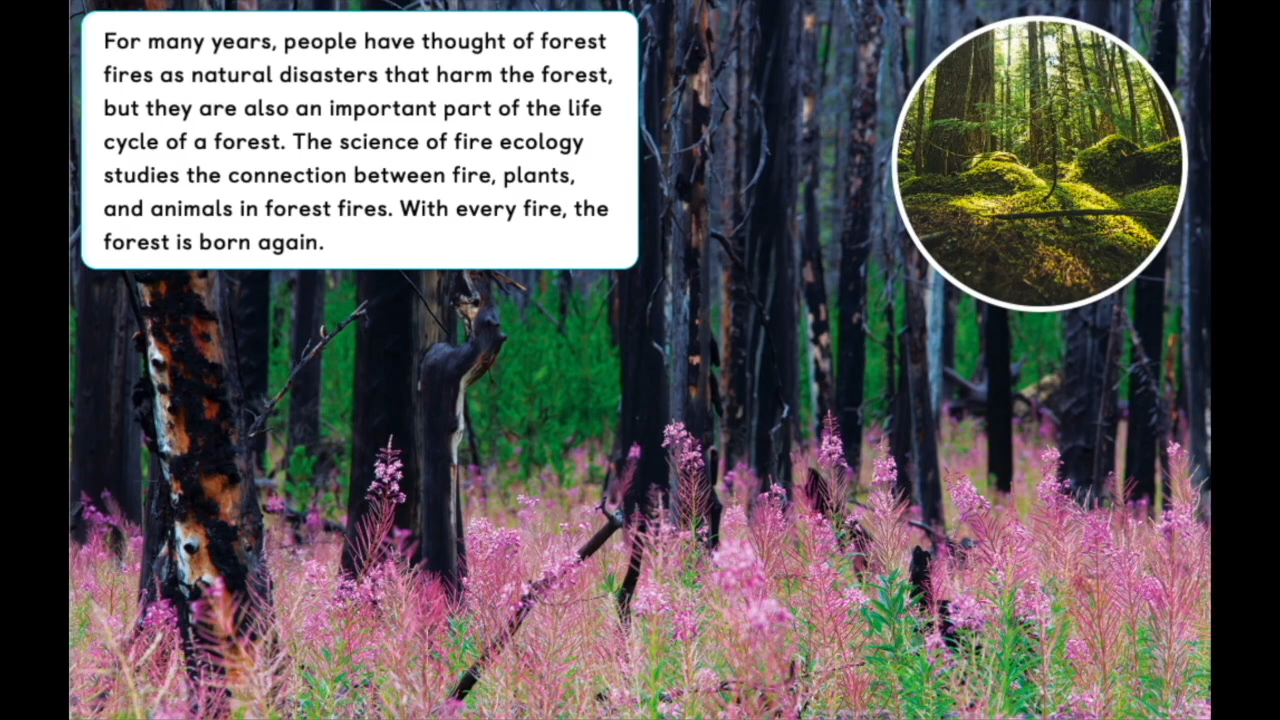 For many years, people have thought of forest
fires as natural disasters that harm the forest,
but they are also an important part of the life
cycle of a forest. The science of fire ecology
studies the connection between fire, plants,
and animals in forest fires. With every fire, the
forest is born again.